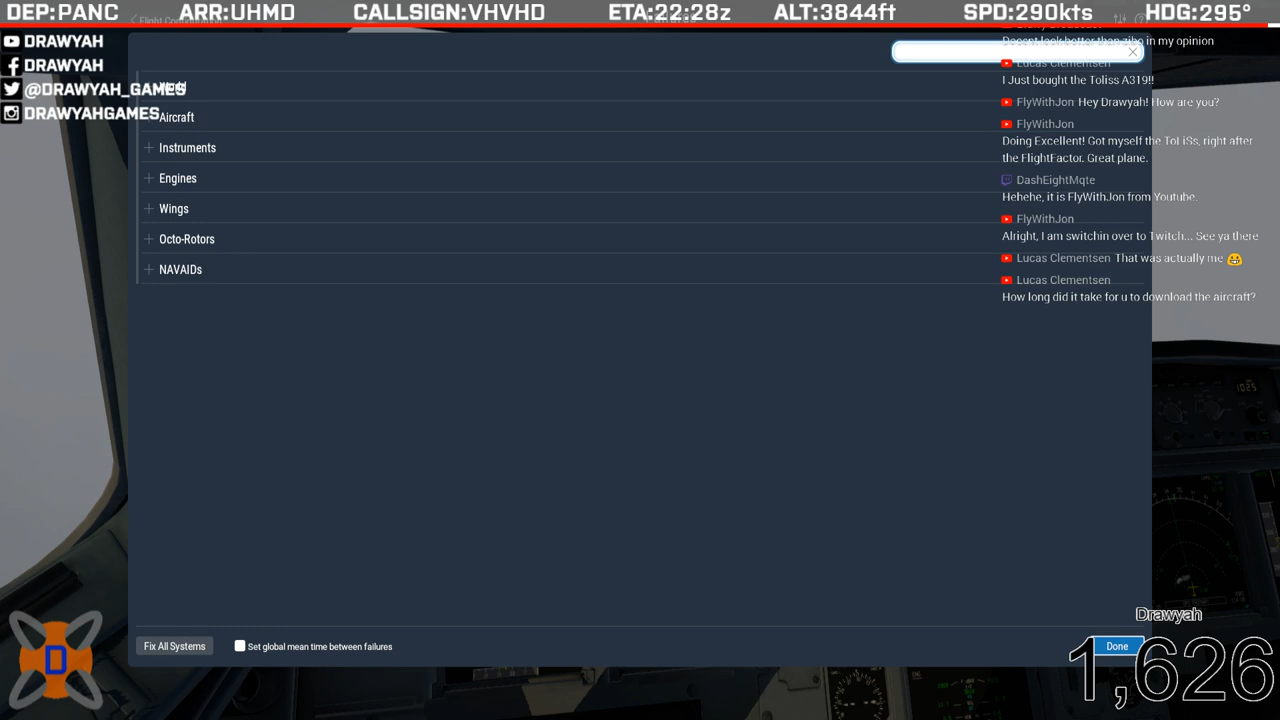 DEP:PANC ARR:UHMD CALLSIGN:VHVHD ETA:22:28z ALT:3844ft SPD:290kts HDG:295°
DRAWYAH
DRAWYAH
@DRAWYAH_GAMES
DRAWYAHGAMES
Aircraft
Instruments
Engines
Wings
Octo-Rotors
NAVAIDs
Doesnt look better than zibo in my opinion
Lucas Clementsen
I Just bought the Toliss A319!!
FlyWithJon Hey Drawyah! How are you?
FlyWithJon
Doing Excellent! Got myself the ToLiSs, right after
the FlightFactor. Great plane.
DashEightMqte
Hehehe, it is FlyWithJon from Youtube.
FlyWithJon
Alright, I am switchin over to Twitch... See ya there
Lucas Clementsen That was actually me 😄
Lucas Clementsen
How long did it take for u to download the aircraft?
1025
Fix All Systems
Set global mean time between failures
Done
Drawyah
1,626
D